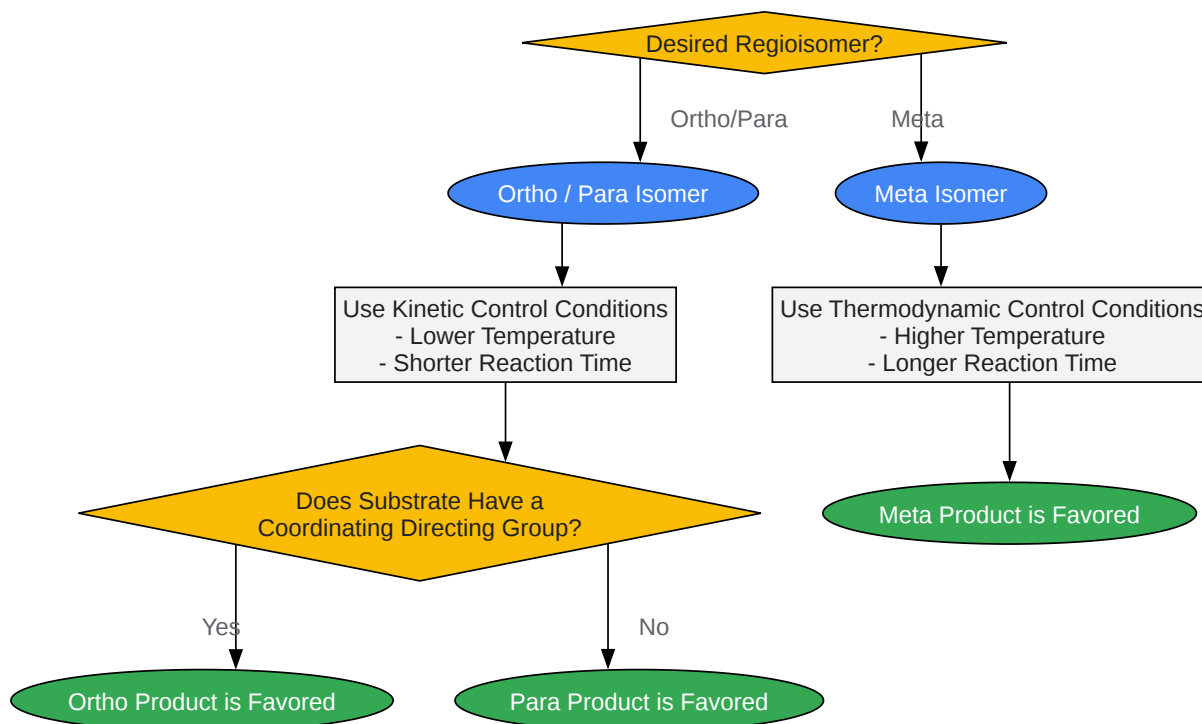 Desired Regioisomer?
Ortho/Para
Meta
Ortho / Para Isomer
Meta Isomer
Use Kinetic Control Conditions
- Lower Temperature
- Shorter Reaction Time
Use Thermodynamic Control Conditions
- Higher Temperature
- Longer Reaction Time
Does Substrate Have a
Coordinating Directing Group?
Meta Product is Favored
Yes
No
Ortho Product is Favored
Para Product is Favored